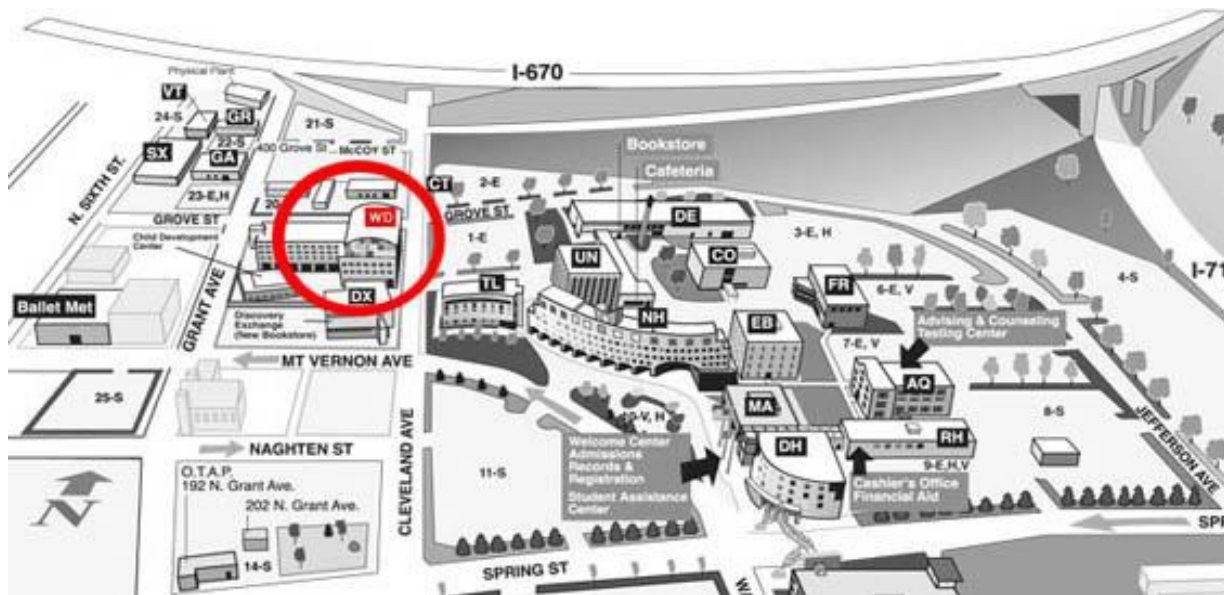 I-670
Physical Plant
VT
24-S
GR
21-S
22-S
400 Grove St
McCOY ST
SX
GA
23-E,H
N. SIXTH ST.
GROVE ST
20
WD
CT
2-E
GROVE ST
1-E
Bookstore
Cafeteria
DE
UN
CO
3-E, H
4-S
I-71
FR
6-E, V
Child Development
Center
Ballet Met
GRANT AVE
DX
Discovery
Exchange
(New Bookstore)
TL
NH
EB
Advising & Counseling
Testing Center
7-E, V
AQ
MT VERNON AVE
25-S
MA
10-V, H
8-S
JEFFERSON AVE
NAGHTEN ST
CLEVELAND AVE
11-S
Welcome Center
Admissions
Records &
Registration
Student Assistance
Center
DH
RH
9-E,H,V
Cashier's Office
Financial Aid
O.T.A.P.
192 N. Grant Ave.
202 N. Grant Ave.
N
14-S
SPRING ST